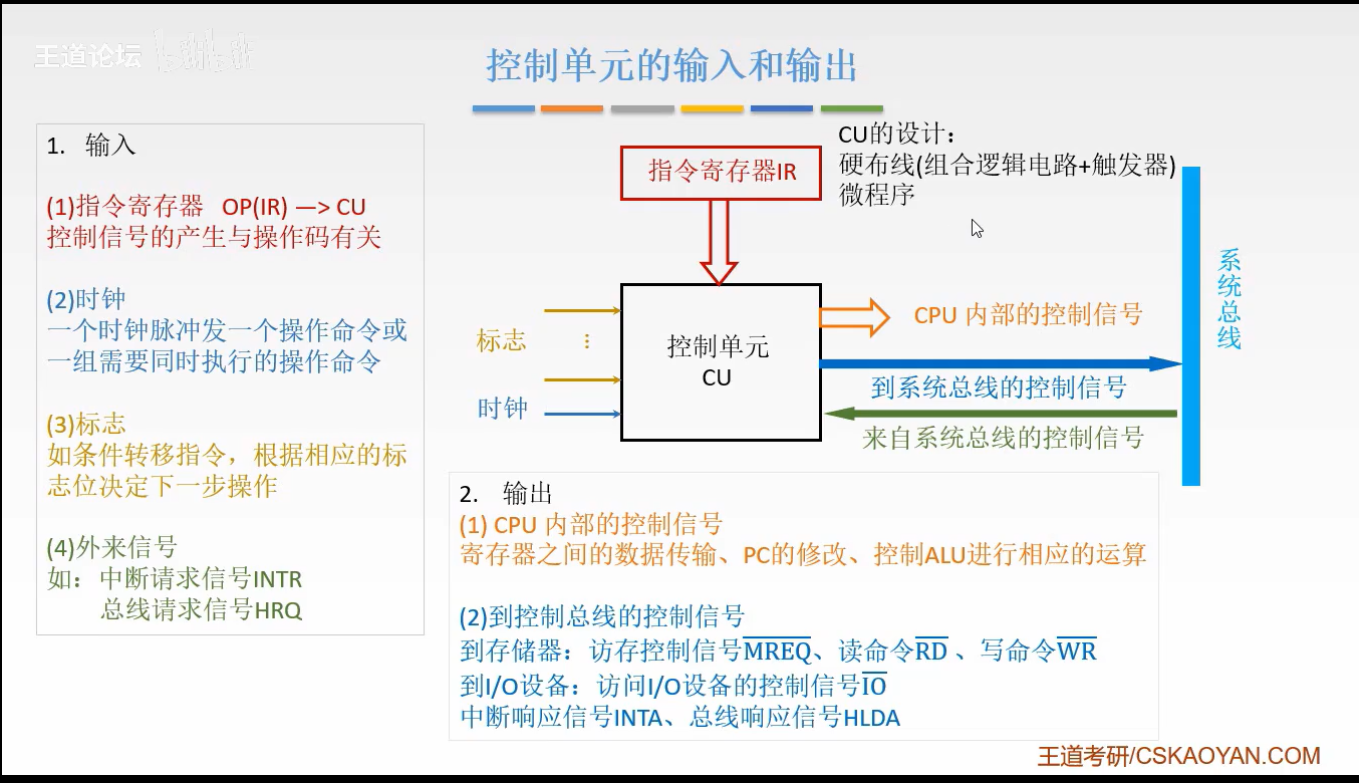 王道论坛
控制单元的输入和输出
1. 输入
(1)指令寄存器 OP(IR) —> CU
控制信号的产生与操作码有关
(2)时钟
一个时钟脉冲发一个操作命令或
一组需要同时执行的操作命令
(3)标志
如条件转移指令，根据相应的标
志位决定下一步操作
(4)外来信号
如：中断请求信号INTR
总线请求信号HRQ
指令寄存器IR
CU的设计：
硬布线(组合逻辑电路+触发器)
微程序
标志
⋮
时钟
控制单元
CU
CPU 内部的控制信号
到系统总线的控制信号
来自系统总线的控制信号
系统总线
2. 输出
(1) CPU 内部的控制信号
寄存器之间的数据传输、PC的修改、控制ALU进行相应的运算
(2)到控制总线的控制信号
到存储器：访存控制信号M̅R̅E̅Q̅、读命令R̅D̅ 、写命令W̅R̅
到I/O设备：访问I/O设备的控制信号I̅O̅
中断响应信号INTA、总线响应信号HLDA
王道考研/CSKAOYAN.COM